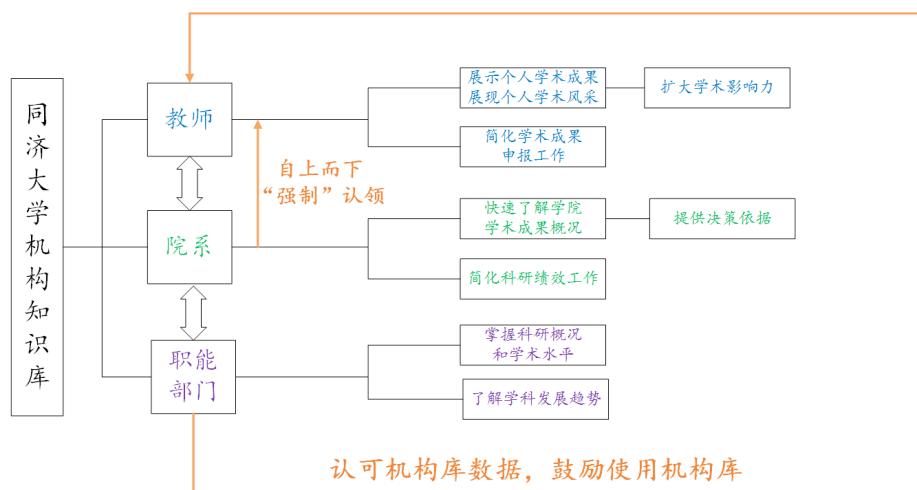 同济大学机构知识库
教师
院系
职能
部门
自上而下
“强制”认领
展示个人学术成果
展现个人学术风采
扩大学术影响力
简化学术成果
申报工作
快速了解学院
学术成果概况
提供决策依据
简化科研绩效工作
掌握科研概况
和学术水平
了解学科发展趋势
认可机构库数据，鼓励使用机构库